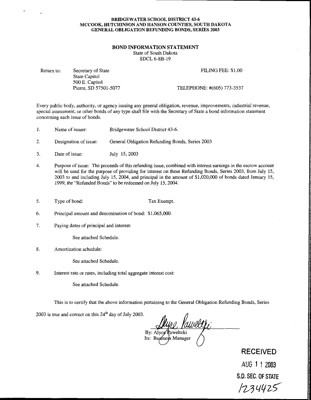 BRIDGEWATER SCHOOL DISTRICT 43-6
MCCOOK, HUTCHINSON AND HANSON COUNTIES, SOUTH DAKOTA
GENERAL OBLIGATION REFUNDING BONDS, SERIES 2003
BOND INFORMATION STATEMENT
State of South Dakota
SDCL 6-8B-19
Return to: Secretary of State FILING FEE: $1.00
State Capitol
500 E. Capitol
Pierre, SD 57501-5077 TELEPHONE: #(605) 773-3537
Every public body, authority, or agency issuing any general obligation, revenue, improvements, industrial revenue,
special assessment, or other bonds of any type shall file with the Secretary of State a bond information statement
concerning each issue of bonds.
1. Name of issuer: Bridgewater School District 43-6.
2. Designation of issue: General Obligation Refunding Bonds, Series 2003
3. Date of issue: July 15, 2003
4. Purpose of issue: The proceeds of this refunding issue, combined with interest earnings in the escrow account
will be used for the purpose of providing for interest on these Refunding Bonds, Series 2003, from July 15,
2003 to and including July 15, 2004, and principal in the amount of $1,020,000 of bonds dated January 15,
1999, the "Refunded Bonds" to be redeemed on July 15, 2004.
5. Type of bond: Tax Exempt.
6. Principal amount and denomination of bond: $1,065,000.
7. Paying dates of principal and interest:
See attached Schedule.
8. Amortization schedule:
See attached Schedule.
9. Interest rate or rates, including total aggregate interest cost:
See attached Schedule.
This is to certify that the above information pertaining to the General Obligation Refunding Bonds, Series
2003 is true and correct on this 24th day of July 2003.
By: Alyce Paweltzki
Its: Business Manager
RECEIVED
AUG 11 2003
S.D. SEC. OF STATE
1234425